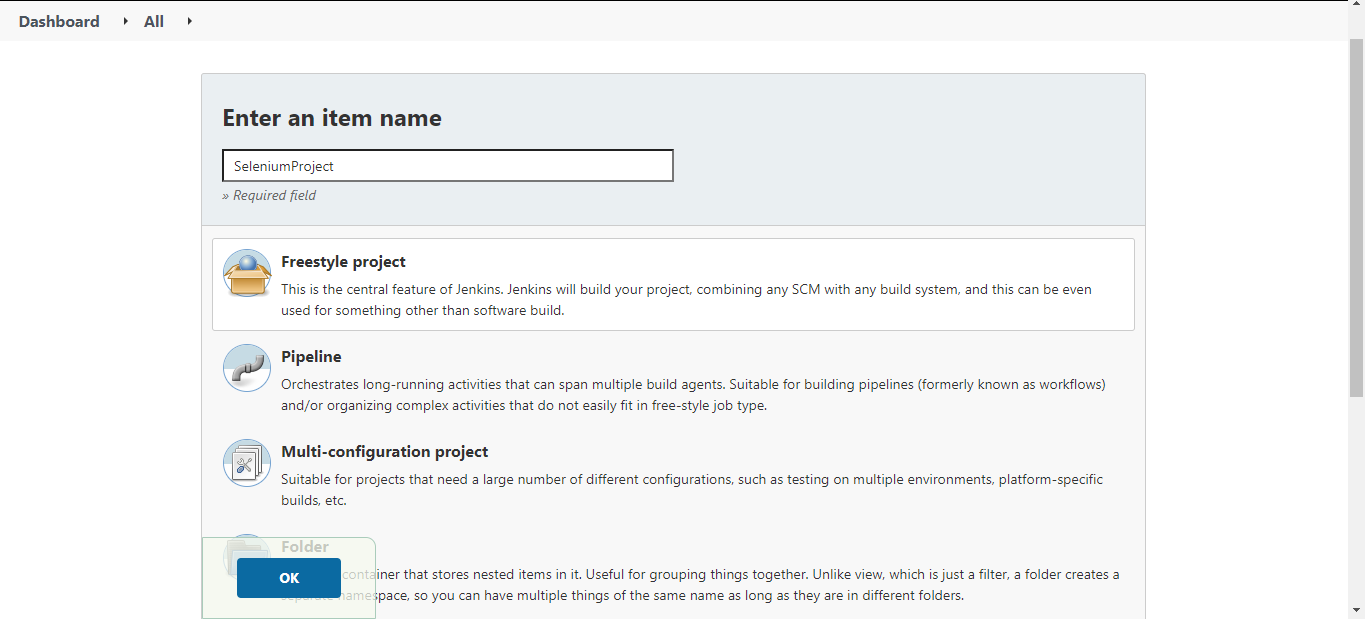 Dashboard All
Enter an item name
SeleniumProject
» Required field
Freestyle project
This is the central feature of Jenkins. Jenkins will build your project, combining any SCM with any build system, and this can be even
used for something other than software build.
Pipeline
Orchestrates long-running activities that can span multiple build agents. Suitable for building pipelines (formerly known as workflows)
and/or organizing complex activities that do not easily fit in free-style job type.
Multi-configuration project
Suitable for projects that need a large number of different configurations, such as testing on multiple environments, platform-specific
builds, etc.
Folder
container that stores nested items in it. Useful for grouping things together. Unlike view, which is just a filter, a folder creates a
separate namespace, so you can have multiple things of the same name as long as they are in different folders.
OK